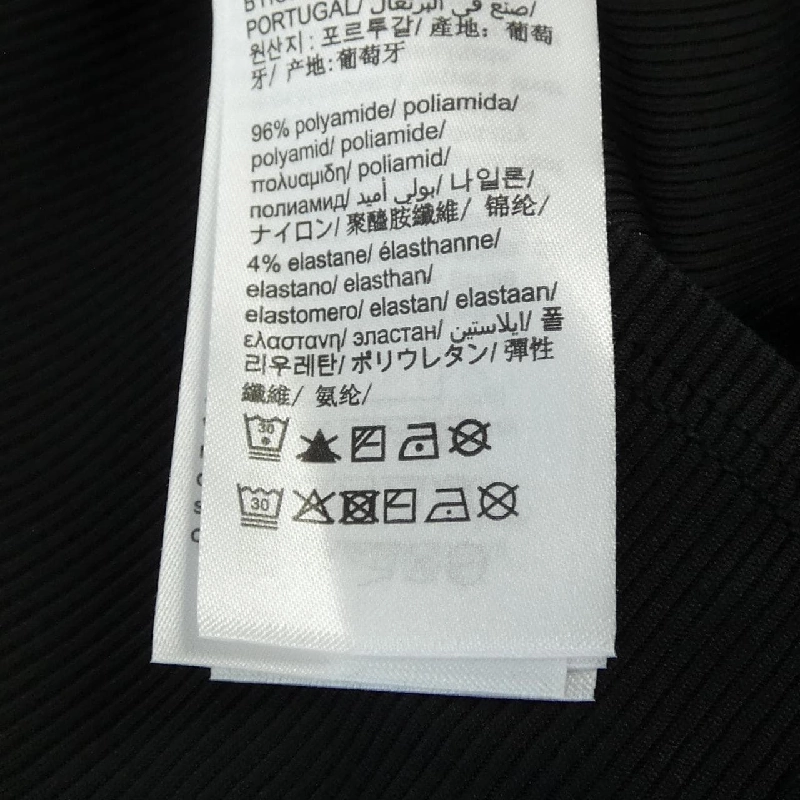 PORTUGAL/ صنع في البرتغال/
원산지: 포르투갈/ 產地: 葡萄
牙/ 产地:葡萄牙
96% polyamide/ poliamida/
polyamid/ poliamide/
πολυαμιδη/ poliamid/
полиамид/ بولي أميد/ 나일론/
ナイロン/ 聚醯胺纖維/ 锦纶/
4% elastane/ élasthanne/
elastano/ elasthan/
elastomero/ elastan/ elastaan/
ελαστανη/ эластан/ إيلاستين/ 폴
리우레탄/ ポリウレタン/ 彈性
纖維/ 氨纶/
30
30